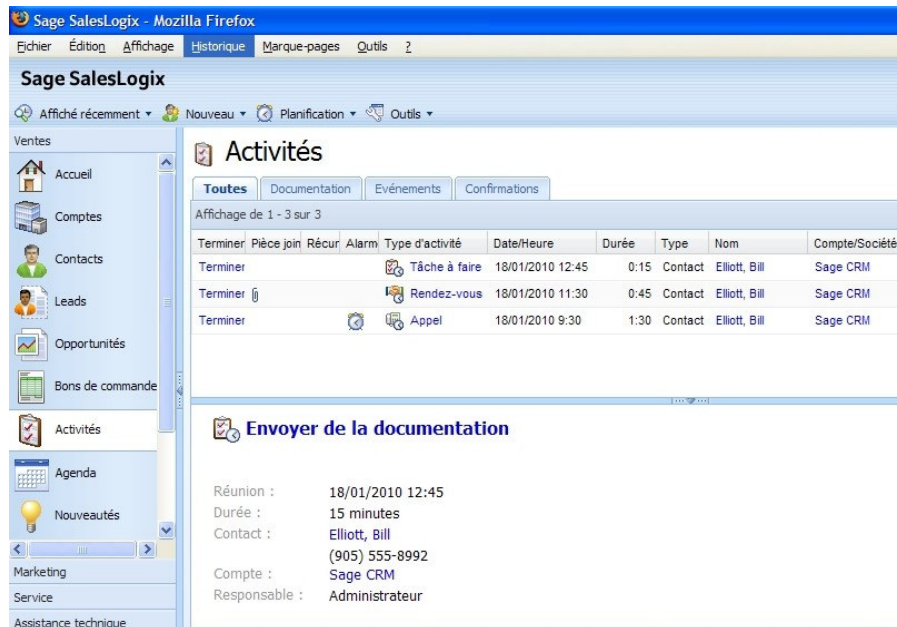 Sage SalesLogix - Mozilla Firefox
Fichier Édition Affichage Historique Marque-pages Outils ?
Sage SalesLogix
Affiché récemment Nouveau Planification Outils
Ventes
Accueil
Comptes
Contacts
Leads
Opportunités
Bons de commande
Activités
Agenda
Nouveautés
Marketing
Service
Assistance technique
Activités
Toutes Documentation Evénements Confirmations
Affichage de 1 - 3 sur 3
Terminer Pièce join Récur Alarm Type d'activité Date/Heure Durée Type Nom Compte/Société
Terminer Tâche à faire 18/01/2010 12:45 0:15 Contact Elliott, Bill Sage CRM
Terminer Rendez-vous 18/01/2010 11:30 0:45 Contact Elliott, Bill Sage CRM
Terminer Appel 18/01/2010 9:30 1:30 Contact Elliott, Bill Sage CRM
Envoyer de la documentation
Réunion : 18/01/2010 12:45
Durée : 15 minutes
Contact : Elliott, Bill
(905) 555-8992
Compte : Sage CRM
Responsable : Administrateur